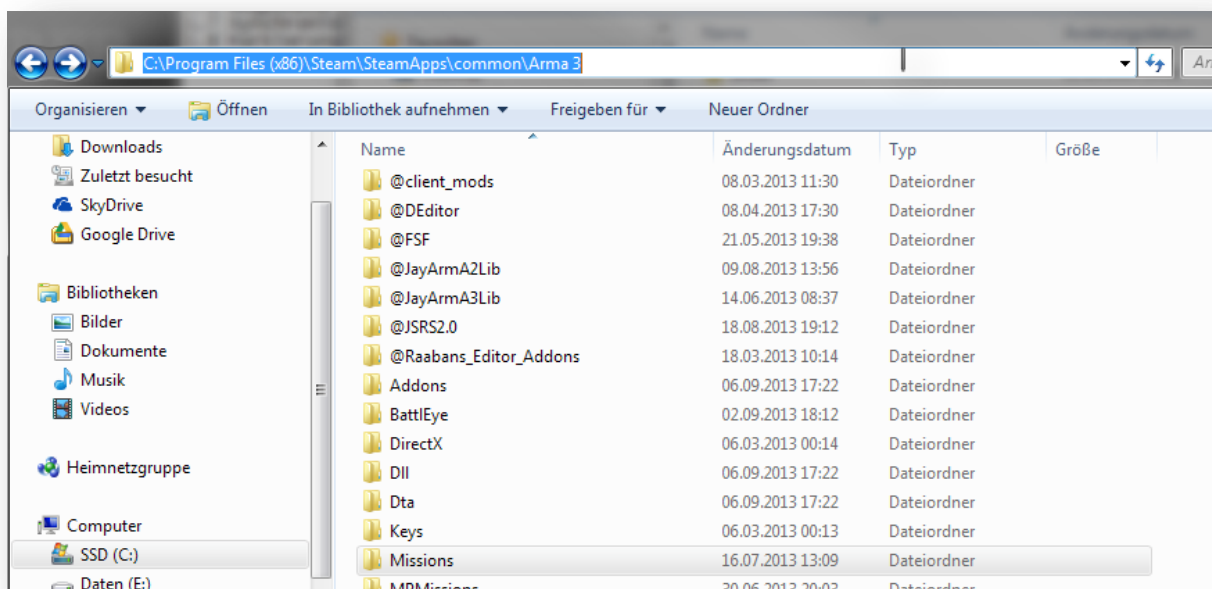 C:\Program Files (x86)\Steam\SteamApps\common\Arma 3
Organisieren Öffnen In Bibliothek aufnehmen Freigeben für Neuer Ordner
Downloads
Zuletzt besucht
SkyDrive
Google Drive
Bibliotheken
Bilder
Dokumente
Musik
Videos
Heimnetzgruppe
Computer
SSD (C:)
Daten (E:)
Name Änderungsdatum Typ Größe
@client_mods 08.03.2013 11:30 Dateiordner
@DEditor 08.04.2013 17:30 Dateiordner
@FSF 21.05.2013 19:38 Dateiordner
@JayArmA2Lib 09.08.2013 13:56 Dateiordner
@JayArmA3Lib 14.06.2013 08:37 Dateiordner
@JSRS2.0 18.08.2013 19:12 Dateiordner
@Raabans_Editor_Addons 18.03.2013 10:14 Dateiordner
Addons 06.09.2013 17:22 Dateiordner
BattlEye 02.09.2013 18:12 Dateiordner
DirectX 06.03.2013 00:14 Dateiordner
Dll 06.09.2013 17:22 Dateiordner
Dta 06.09.2013 17:22 Dateiordner
Keys 06.03.2013 00:13 Dateiordner
Missions 16.07.2013 13:09 Dateiordner
MPMissions 30.06.2013 20:03 Dateiordner